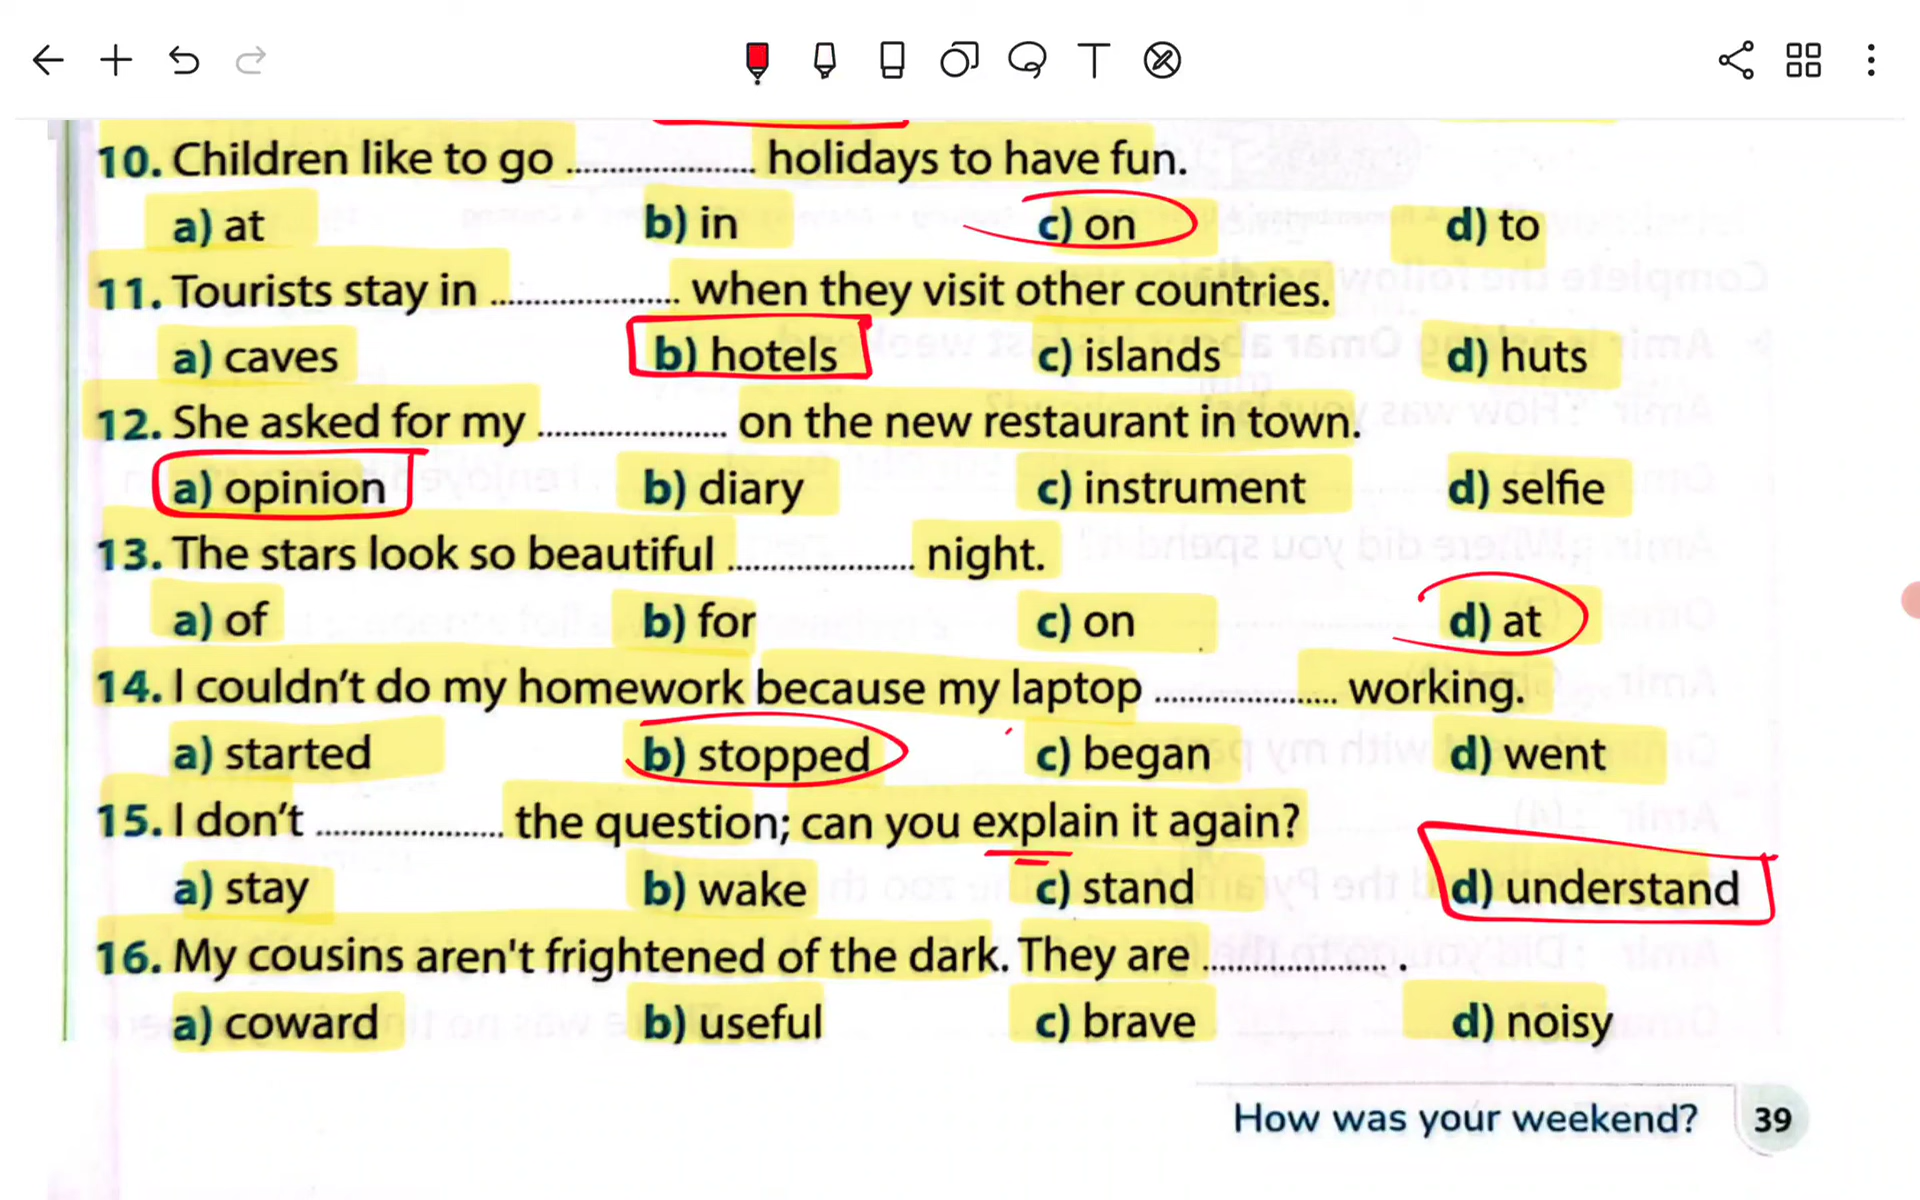 10. Children like to go .................... holidays to have fun.
a) at b) in c) on d) to
11. Tourists stay in .................... when they visit other countries.
a) caves b) hotels c) islands d) huts
12. She asked for my .................... on the new restaurant in town.
a) opinion b) diary c) instrument d) selfie
13. The stars look so beautiful .................... night.
a) of b) for c) on d) at
14. I couldn't do my homework because my laptop .................... working.
a) started b) stopped c) began d) went
15. I don't .................... the question; can you explain it again?
a) stay b) wake c) stand d) understand
16. My cousins aren't frightened of the dark. They are .................... .
a) coward b) useful c) brave d) noisy
How was your weekend? 39